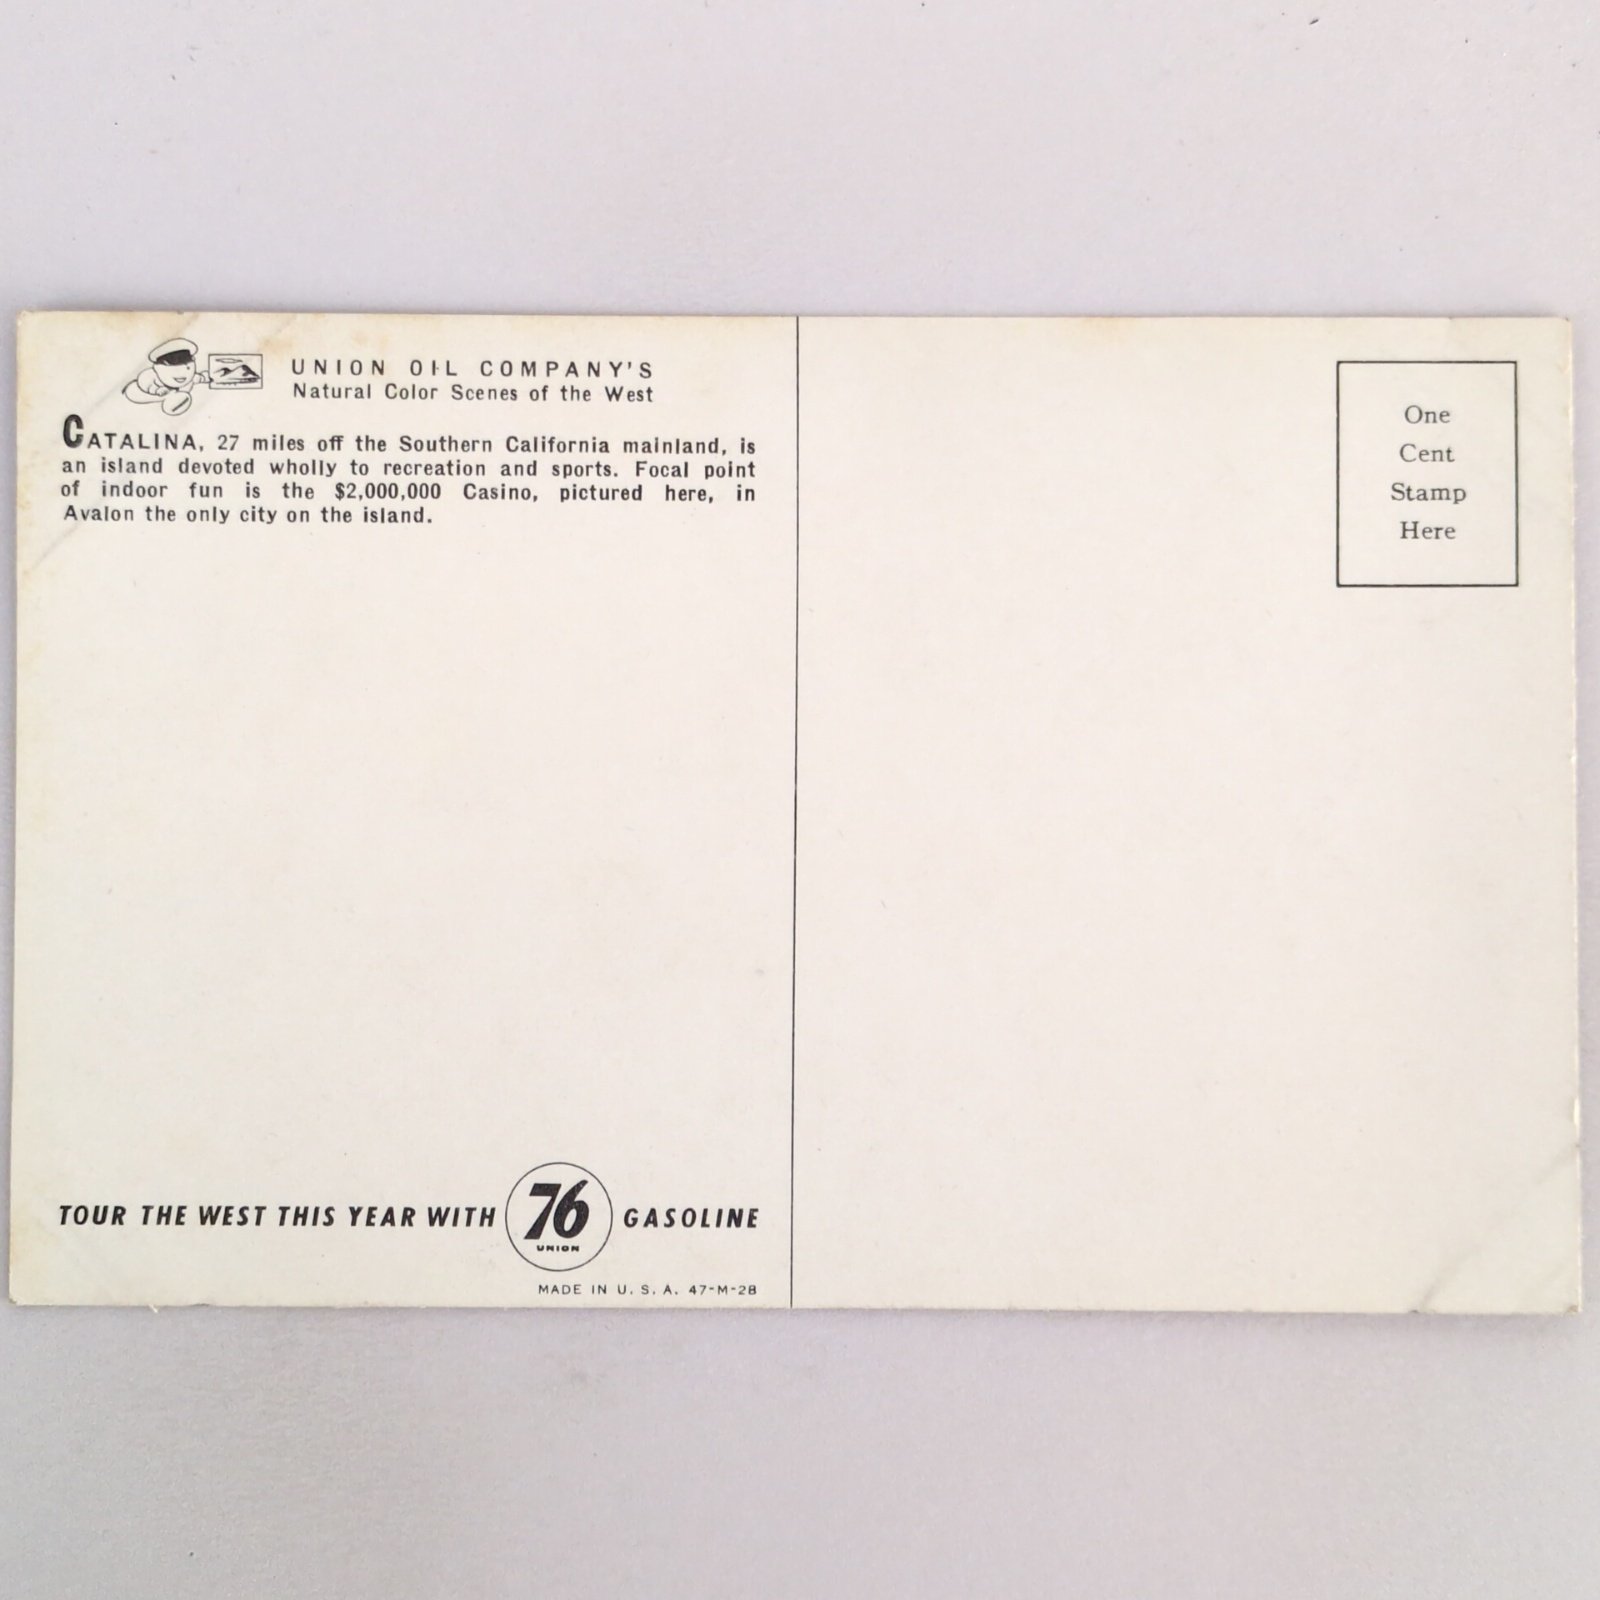 UNION OIL COMPANY'S
Natural Color Scenes of the West
CATALINA, 27 miles off the Southern California mainland, is
an island devoted wholly to recreation and sports. Focal point
of indoor fun is the $2,000,000 Casino, pictured here, in
Avalon the only city on the island.
TOUR THE WEST THIS YEAR WITH 76 UNION GASOLINE
MADE IN U. S. A. 47-M-28
One
Cent
Stamp
Here